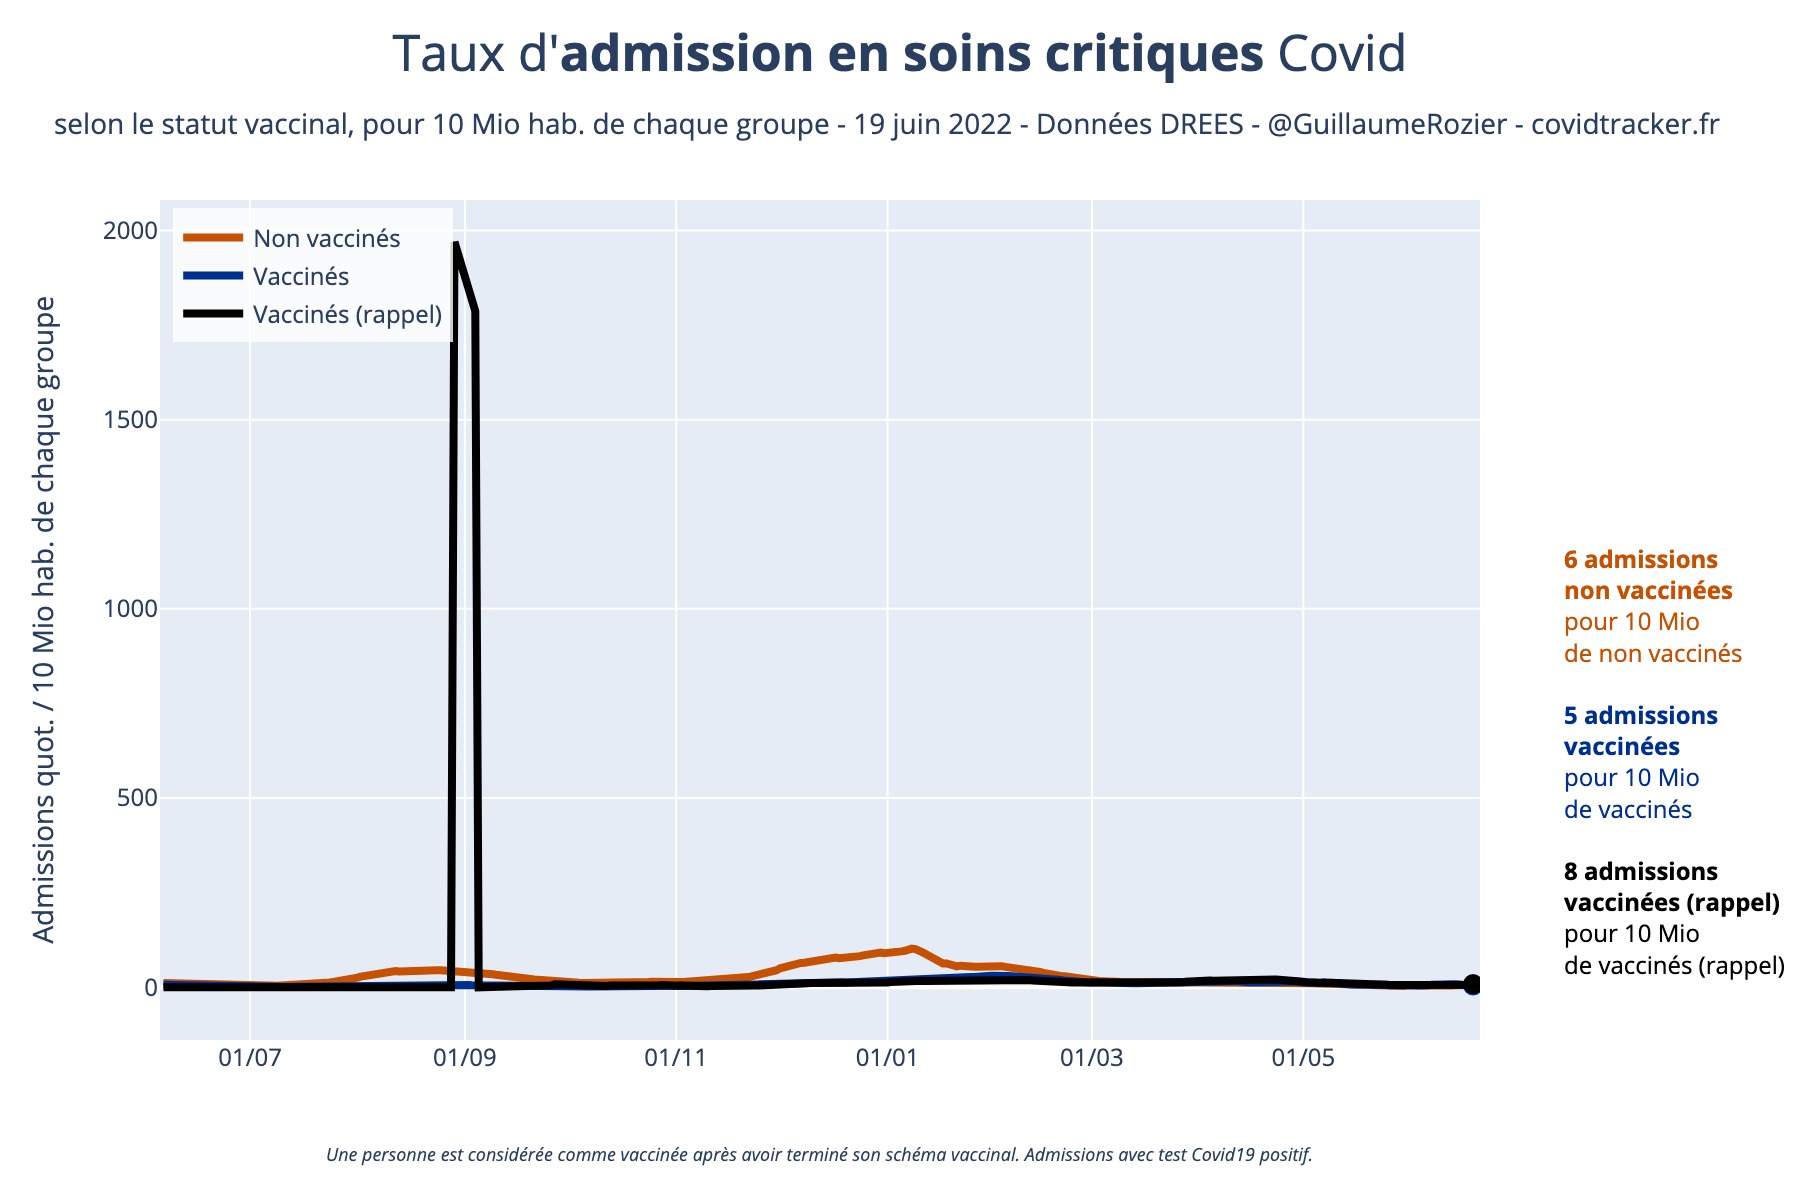 Taux d'admission en soins critiques Covid
selon le statut vaccinal, pour 10 Mio hab. de chaque groupe - 19 juin 2022 - Données DREES - @GuillaumeRozier - covidtracker.fr
Admissions quot. / 10 Mio hab. de chaque groupe
2000
1500
1000
500
0
Non vaccinés
Vaccinés
Vaccinés (rappel)
01/07
01/09
01/11
01/01
01/03
01/05
6 admissions
non vaccinées
pour 10 Mio
de non vaccinés
5 admissions
vaccinées
pour 10 Mio
de vaccinés
8 admissions
vaccinées (rappel)
pour 10 Mio
de vaccinés (rappel)
Une personne est considérée comme vaccinée après avoir terminé son schéma vaccinal. Admissions avec test Covid19 positif.